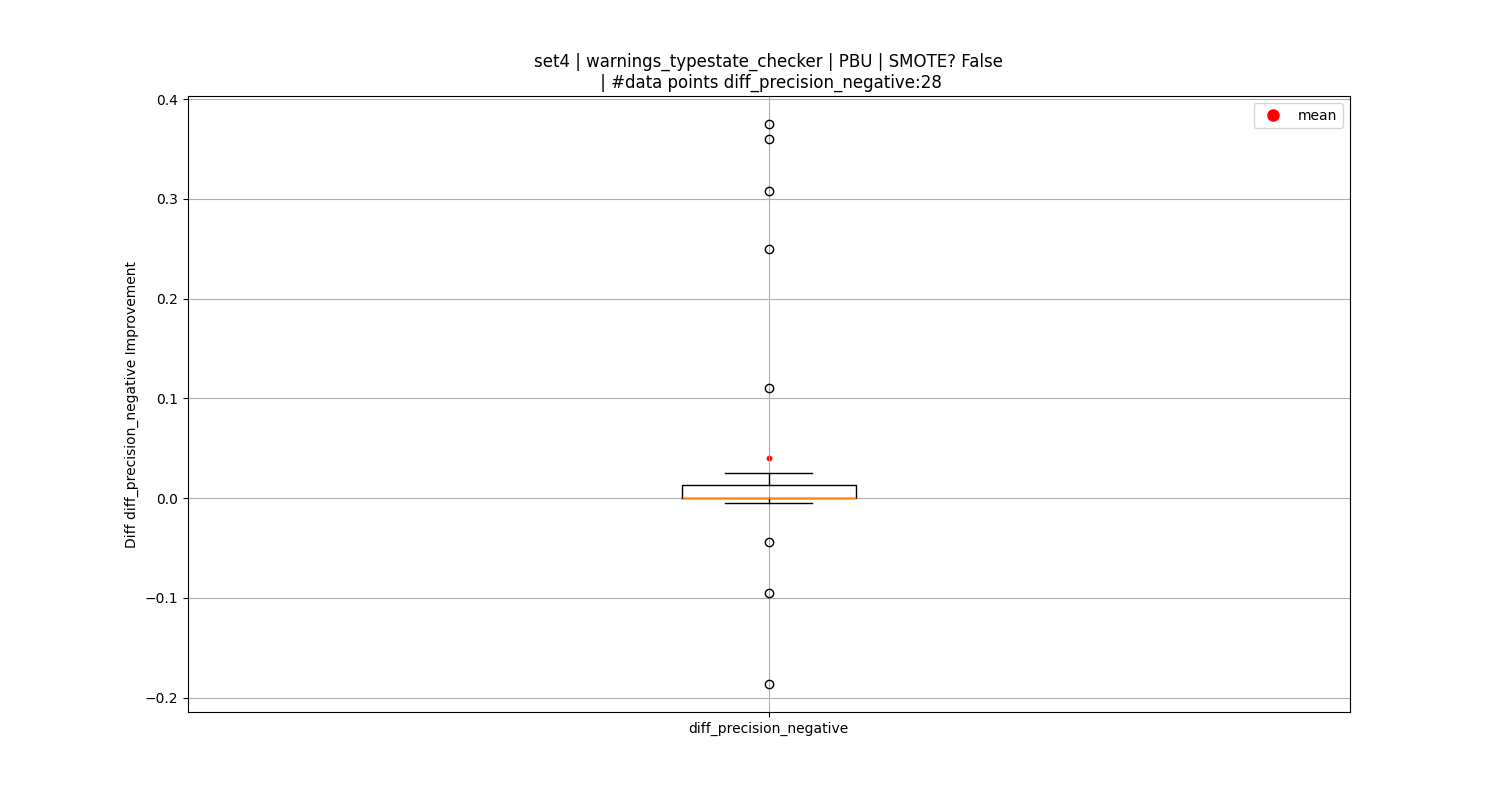 set4 | warnings_typestate_checker | PBU | SMOTE? False
| #data points diff_precision_negative:28
mean
Diff diff_precision_negative Improvement
0.4
0.3
0.2
0.1
0.0
−0.1
−0.2
diff_precision_negative